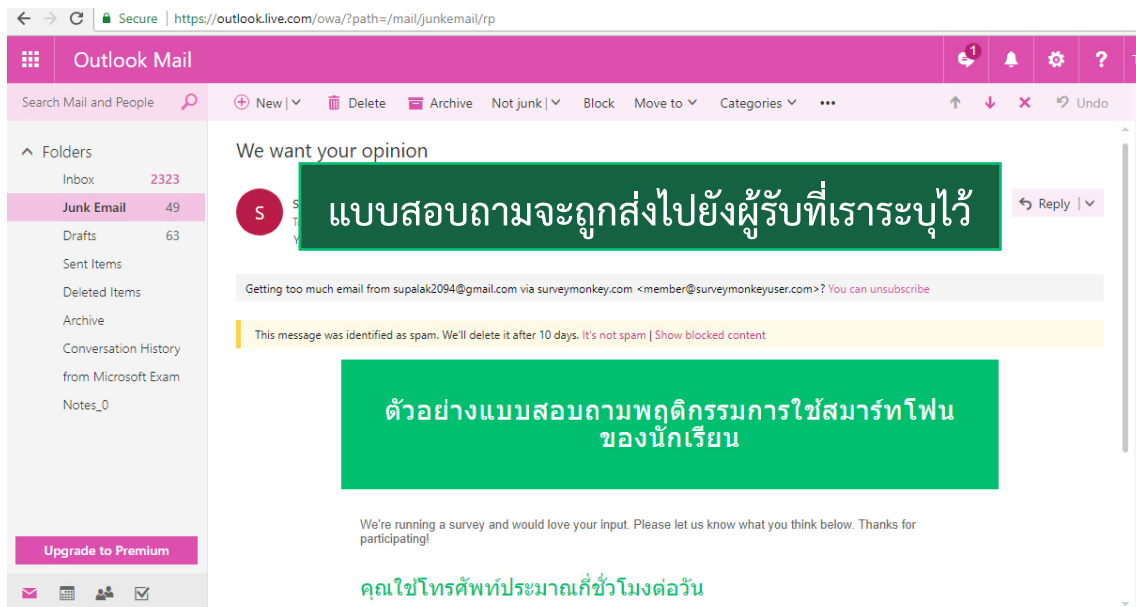 Secure | https://outlook.live.com/owa/?path=/mail/junkemail/rp
Outlook Mail
1
?
Search Mail and People
New
Delete
Archive
Not junk
Block
Move to
Categories
Undo
Folders
Inbox 2323
Junk Email 49
Drafts 63
Sent Items
Deleted Items
Archive
Conversation History
from Microsoft Exam
Notes_0
Upgrade to Premium
We want your opinion
S
แบบสอบถามจะถูกส่งไปยังผู้รับที่เราระบุไว้
Reply
Getting too much email from supalak2094@gmail.com via surveymonkey.com <member@surveymonkeyuser.com>? You can unsubscribe
This message was identified as spam. We'll delete it after 10 days. It's not spam | Show blocked content
ตัวอย่างแบบสอบถามพฤติกรรมการใช้สมาร์ทโฟน
ของนักเรียน
We're running a survey and would love your input. Please let us know what you think below. Thanks for
participating!
คุณใช้โทรศัพท์ประมาณกี่ชั่วโมงต่อวัน